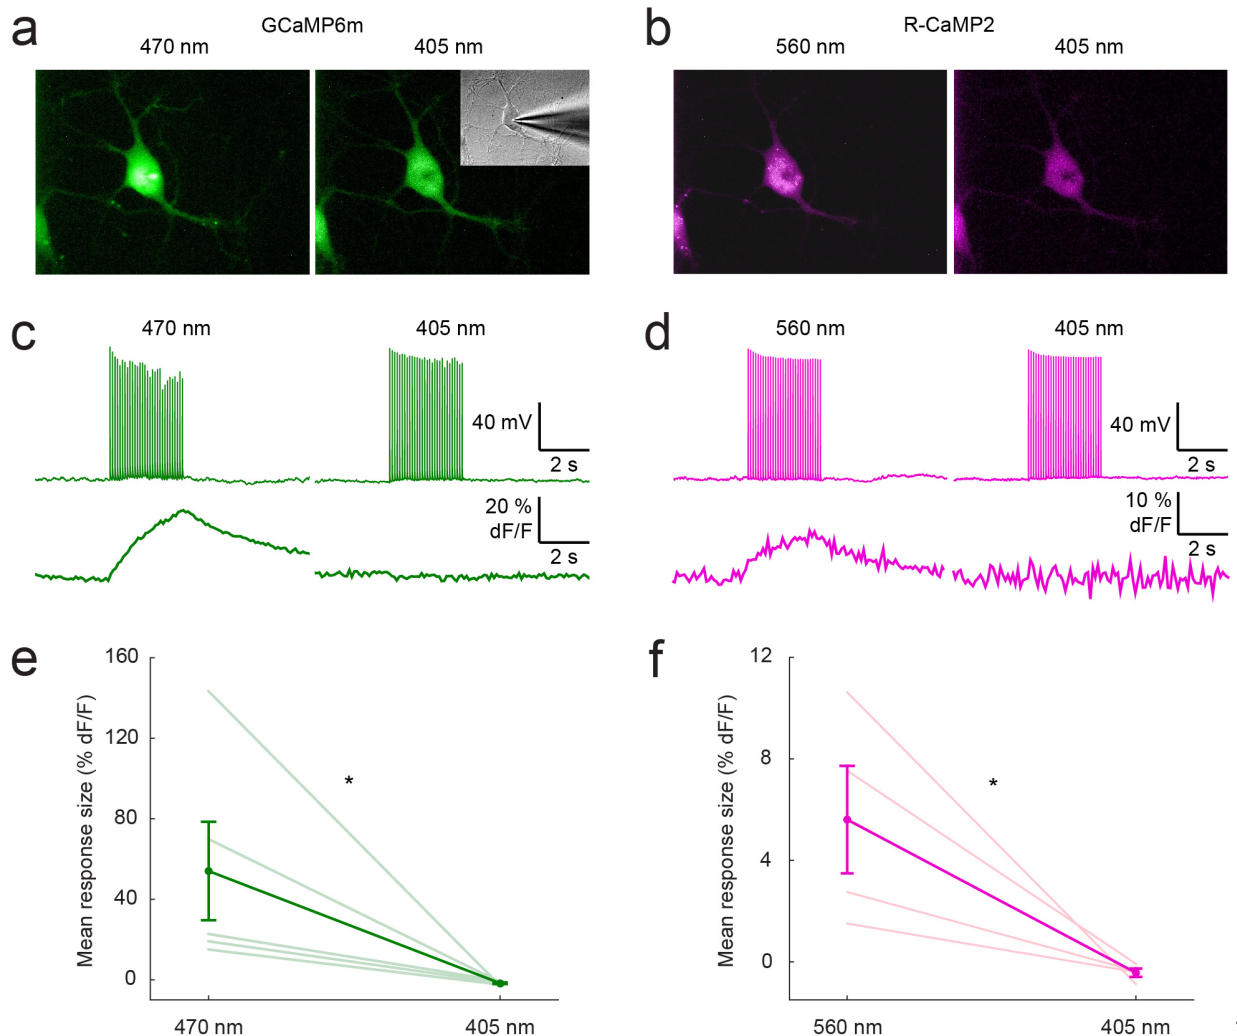 a
GCaMP6m
470 nm
405 nm
b
R-CaMP2
560 nm
405 nm
c
470 nm
405 nm
40 mV
2 s
20 %
dF/F
2 s
d
560 nm
405 nm
40 mV
2 s
10 %
dF/F
2 s
e
Mean response size (% dF/F)
160
120
80
40
0
*
470 nm
405 nm
f
Mean response size (% dF/F)
12
8
4
0
*
560 nm
405 nm